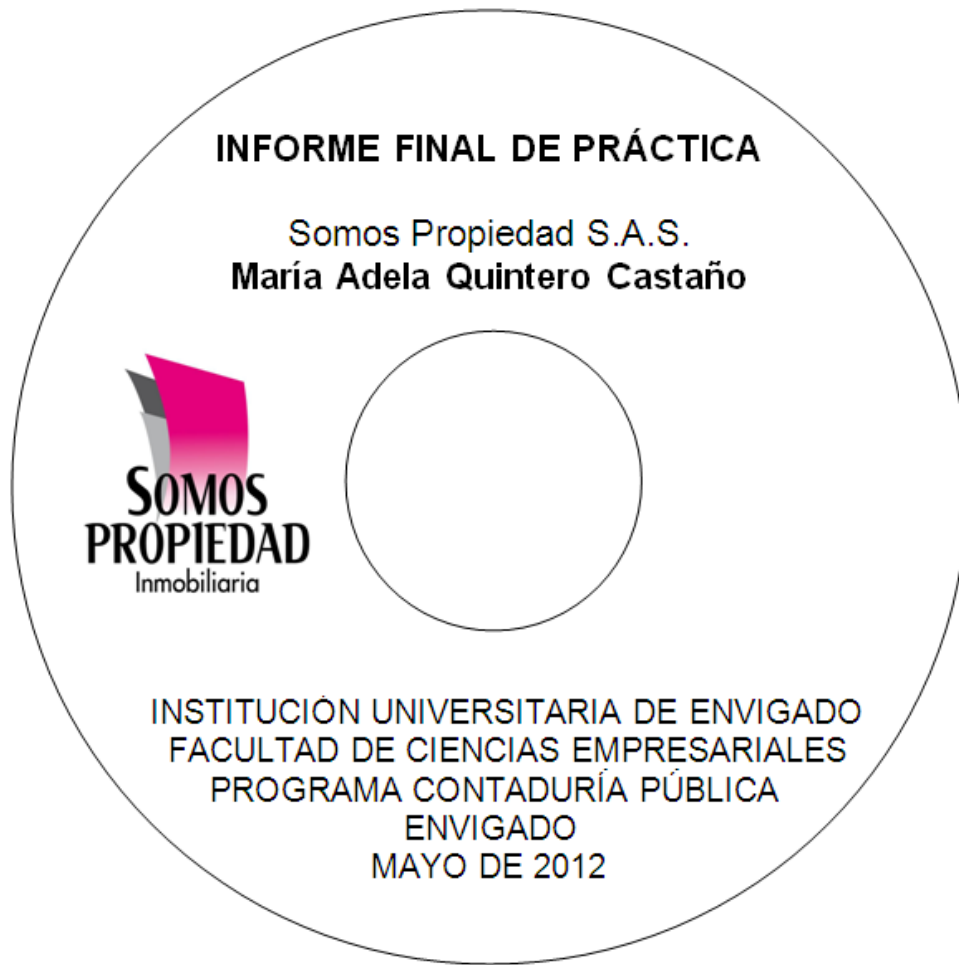 INFORME FINAL DE PRÁCTICA
Somos Propiedad S.A.S.
María Adela Quintero Castaño
SOMOS
PROPIEDAD
Inmobiliaria
INSTITUCIÓN UNIVERSITARIA DE ENVIGADO
FACULTAD DE CIENCIAS EMPRESARIALES
PROGRAMA CONTADURÍA PÚBLICA
ENVIGADO
MAYO DE 2012